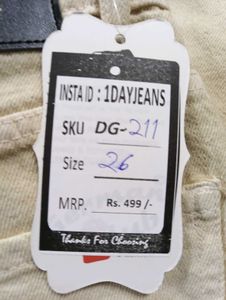 INSTA ID : 1DAYJEANS
SKU DG-211
Size 26
MRP. Rs. 499 /-
Thanks For Choosing